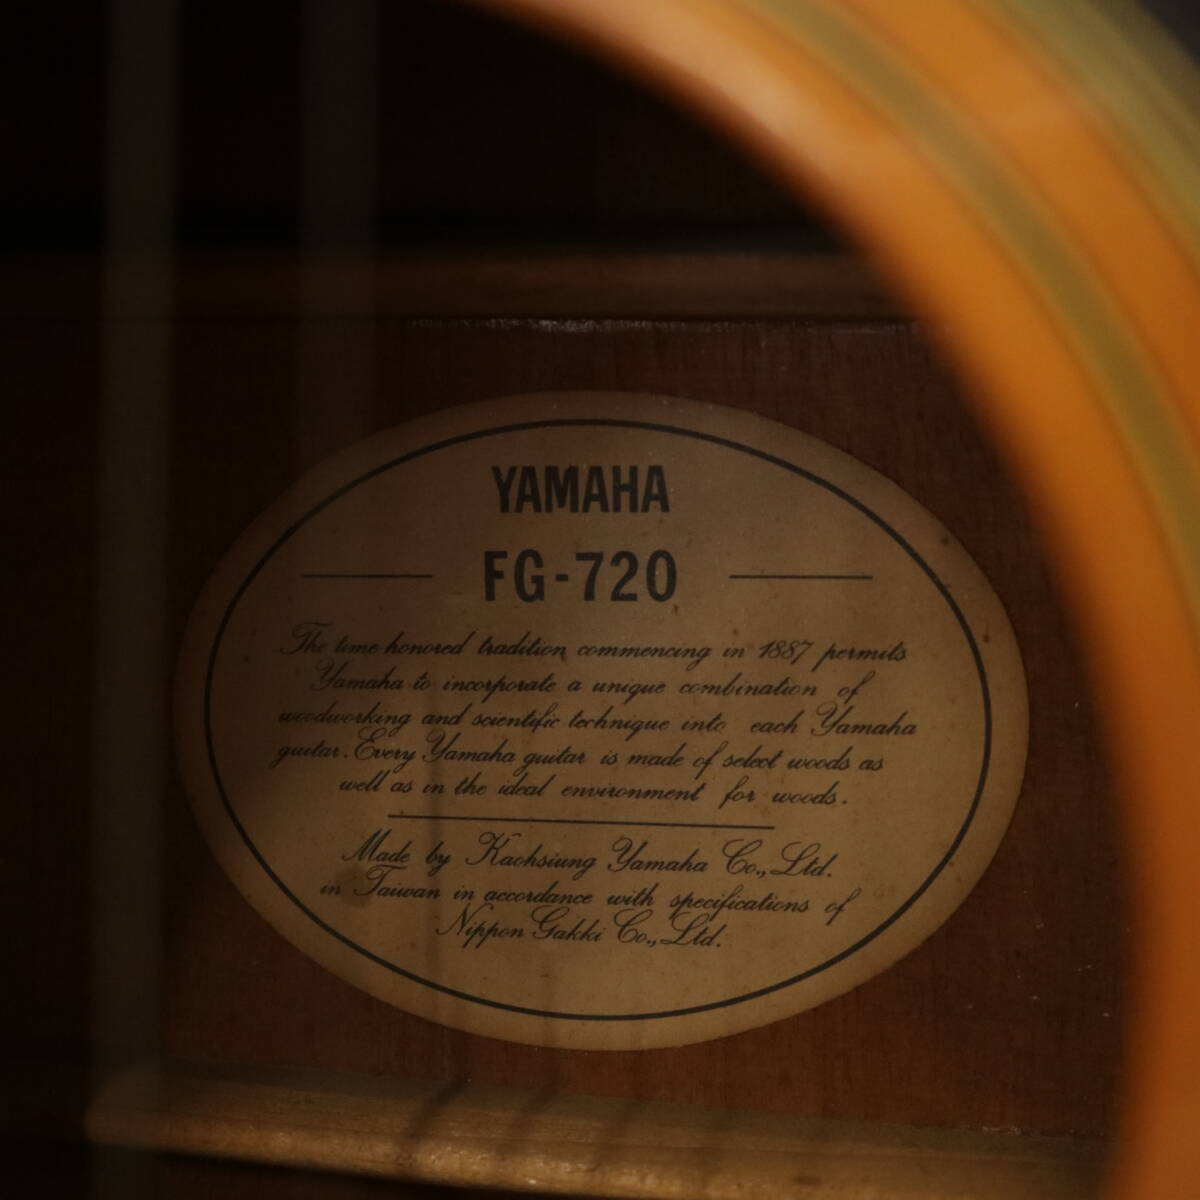 YAMAHA
FG-720
The time-honored tradition commencing in 1887 permits
Yamaha to incorporate a unique combination of
woodworking and scientific technique into each Yamaha
guitar. Every Yamaha guitar is made of select woods as
well as in the ideal environment for woods.
Made by Kaohsiung Yamaha Co., Ltd.
in Taiwan in accordance with specifications of
Nippon Gakki Co., Ltd.